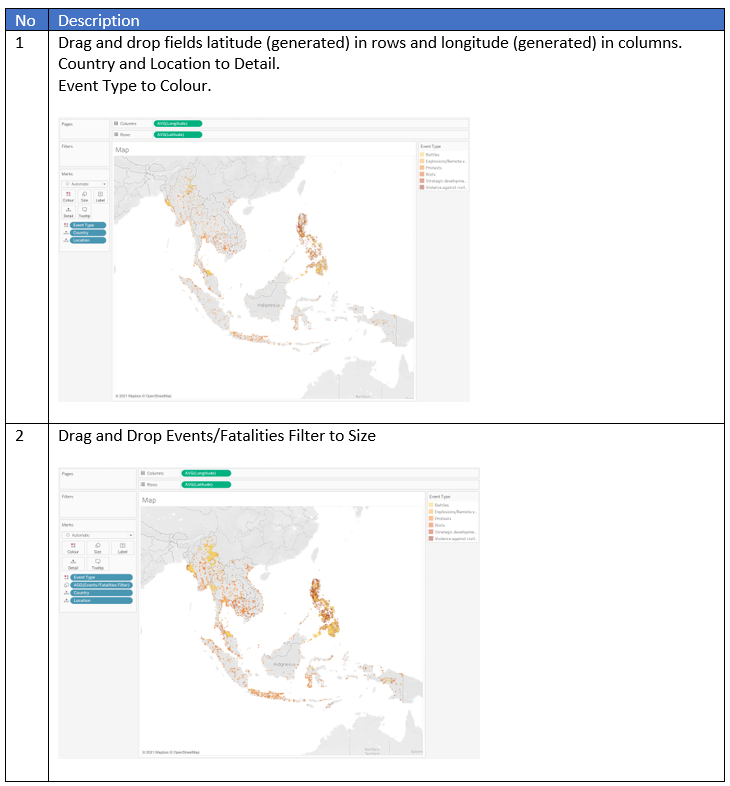 No Description
1 Drag and drop fields latitude (generated) in rows and longitude (generated) in columns.
Country and Location to Detail.
Event Type to Colour.
Pages
Columns AVG(Longitude)
Rows AVG(Latitude)
Filters
Map
Event Type
Battles
Explosions/Remote v..
Protests
Riots
Strategic developme..
Violence against civil..
Marks
Automatic
Colour Size Label
Detail Tooltip
Event Type
Country
Location
Indonesia
© 2021 Mapbox © OpenStreetMap
2 Drag and Drop Events/Fatalities Filter to Size
Pages
Columns AVG(Longitude)
Rows AVG(Latitude)
Filters
Map
Event Type
Battles
Explosions/Remote v..
Protests
Riots
Strategic developme..
Violence against civil..
Marks
Automatic
Colour Size Label
Detail Tooltip
Event Type
AGG(Events/Fatalities Filter)
Country
Location
Indonesia
© 2021 Mapbox © OpenStreetMap
Northern
Territory